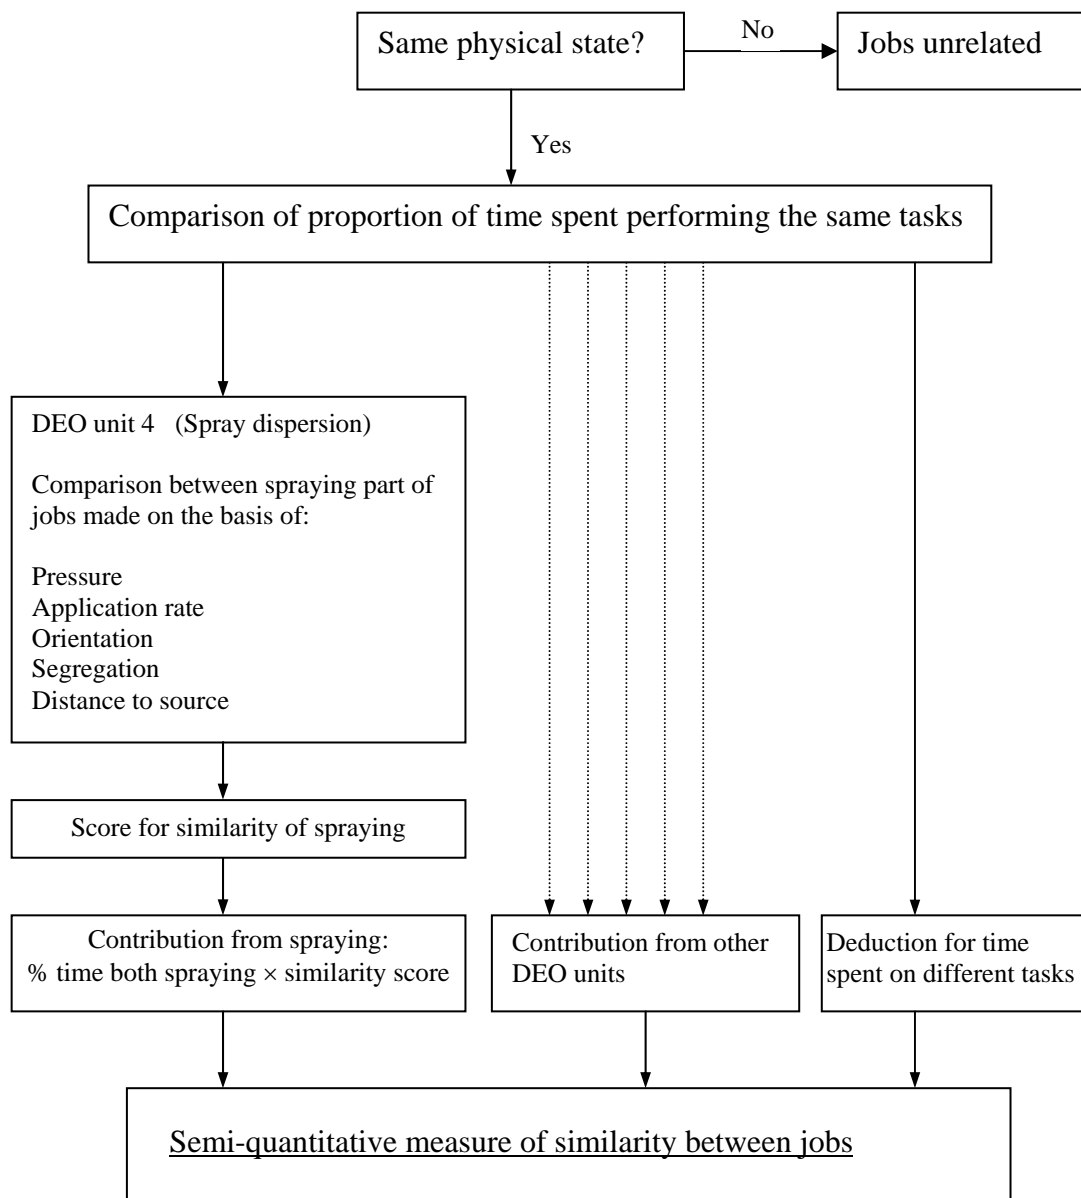 Same physical state?
No
Jobs unrelated
Yes
Comparison of proportion of time spent performing the same tasks
DEO unit 4 (Spray dispersion)
Comparison between spraying part of
jobs made on the basis of:
Pressure
Application rate
Orientation
Segregation
Distance to source
Score for similarity of spraying
Contribution from spraying:
% time both spraying × similarity score
Contribution from other
DEO units
Deduction for time
spent on different tasks
Semi-quantitative measure of similarity between jobs